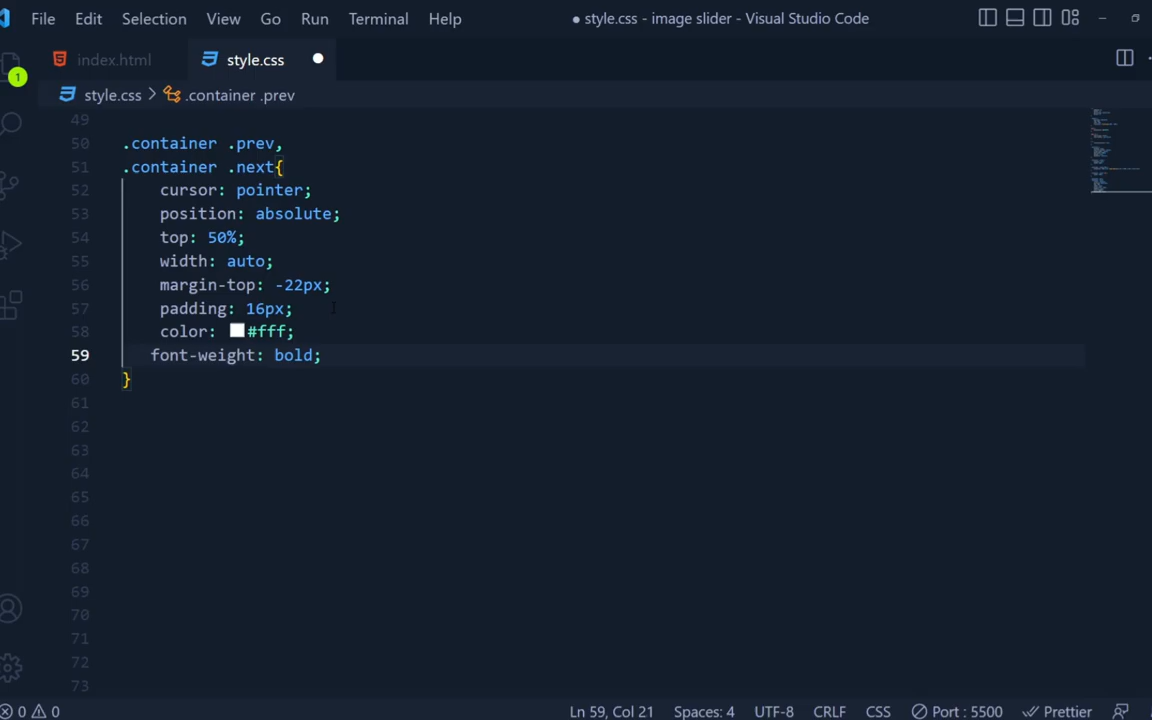 File Edit Selection View Go Run Terminal Help ● style.css - image slider - Visual Studio Code
index.html style.css
1
style.css > .container .prev
49
50 .container .prev,
51 .container .next{
52 cursor: pointer;
53 position: absolute;
54 top: 50%;
55 width: auto;
56 margin-top: -22px;
57 padding: 16px;
58 color: #fff;
59 font-weight: bold;
60 }
61
62
63
64
65
66
67
68
69
70
71
72
73
0 0 Ln 59, Col 21 Spaces: 4 UTF-8 CRLF CSS Port : 5500 Prettier